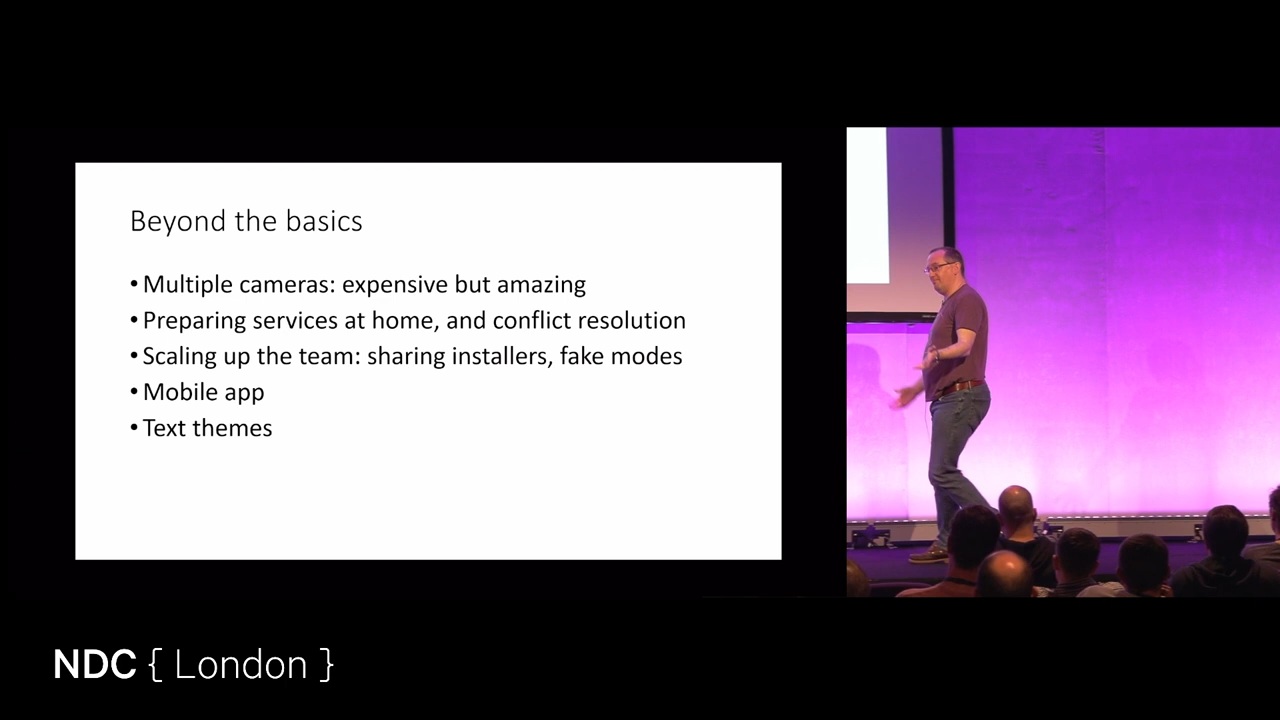 Beyond the basics
• Multiple cameras: expensive but amazing
• Preparing services at home, and conflict resolution
• Scaling up the team: sharing installers, fake modes
• Mobile app
• Text themes
NDC { London }